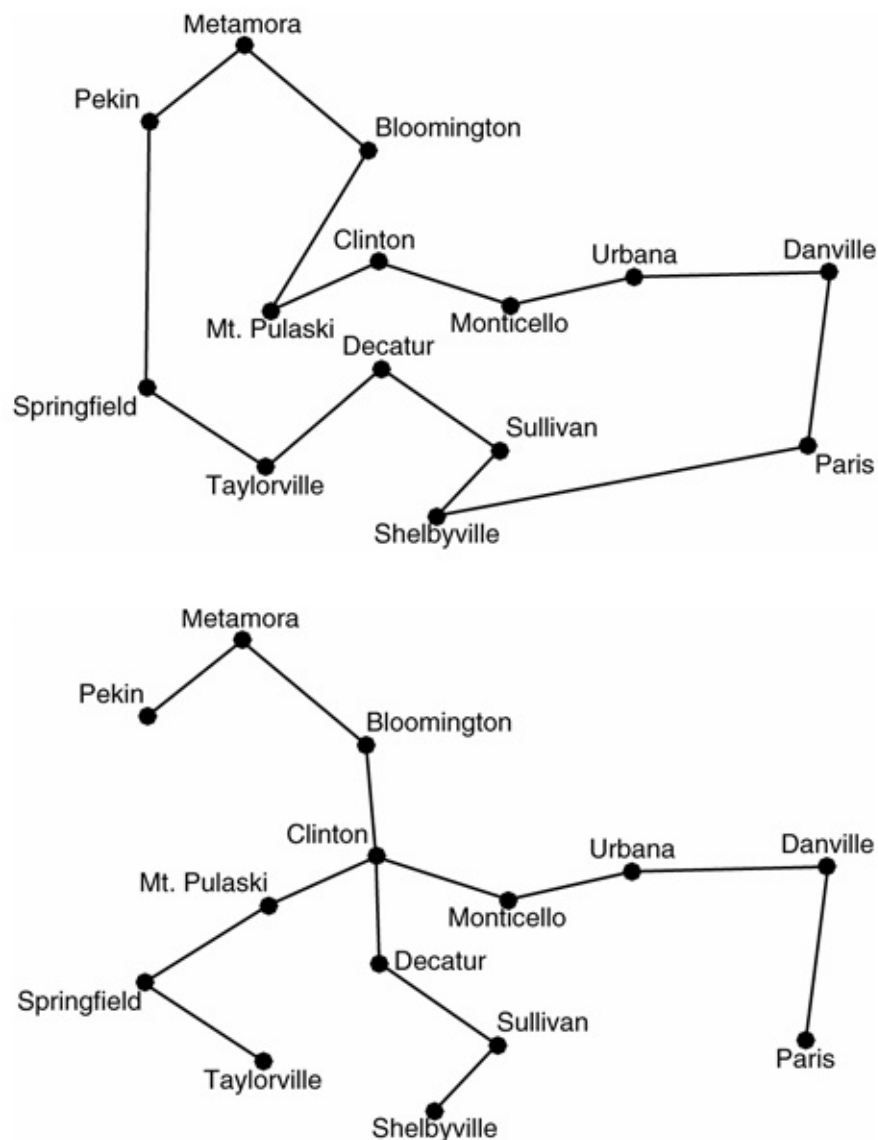 Metamora
Pekin
Bloomington
Clinton
Urbana
Danville
Mt. Pulaski
Monticello
Decatur
Springfield
Sullivan
Taylorville
Paris
Shelbyville
Metamora
Pekin
Bloomington
Clinton
Urbana
Danville
Mt. Pulaski
Monticello
Decatur
Springfield
Sullivan
Taylorville
Paris
Shelbyville